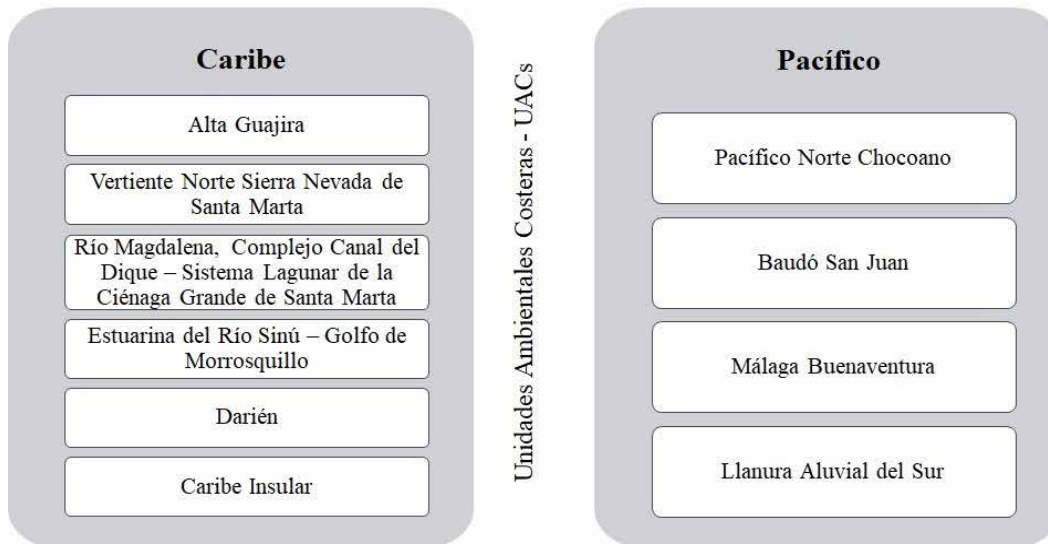 Caribe
Alta Guajira
Vertiente Norte Sierra Nevada de
Santa Marta
Río Magdalena, Complejo Canal del
Dique – Sistema Lagunar de la
Ciénaga Grande de Santa Marta
Estuarina del Río Sinú – Golfo de
Morrosquillo
Darién
Caribe Insular
Unidades Ambientales Costeras - UACs
Pacífico
Pacífico Norte Chocoano
Baudó San Juan
Málaga Buenaventura
Llanura Aluvial del Sur